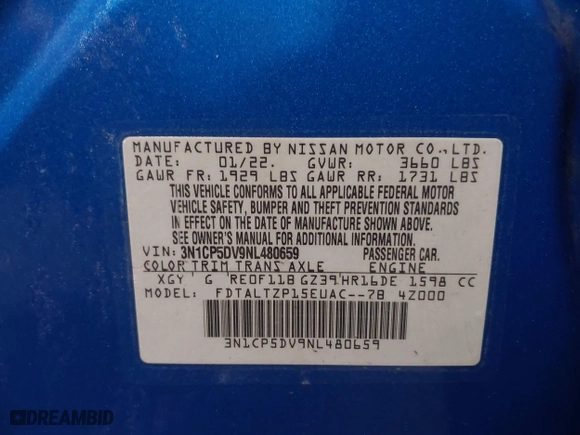 MANUFACTURED BY NISSAN MOTOR CO., LTD.
DATE: 01/22. GVWR: 3660 LBS
GAWR FR: 1929 LBS GAWR RR: 1731 LBS
THIS VEHICLE CONFORMS TO ALL APPLICABLE FEDERAL MOTOR
VEHICLE SAFETY, BUMPER AND THEFT PREVENTION STANDARDS
IN EFFECT ON THE DATE OF MANUFACTURE SHOWN ABOVE.
SEE OWNER'S MANUAL FOR ADDITIONAL INFORMATION.
VIN: 3N1CP5DV9NL480659 PASSENGER CAR.
COLOR TRIM TRANS AXLE ENGINE
XGY G RE0F11B GZ39 HR16DE 1598 CC
MODEL: FDTALTZP15EUAC--7B 4Z000
3N1CP5DV9NL480659
DREAMBID